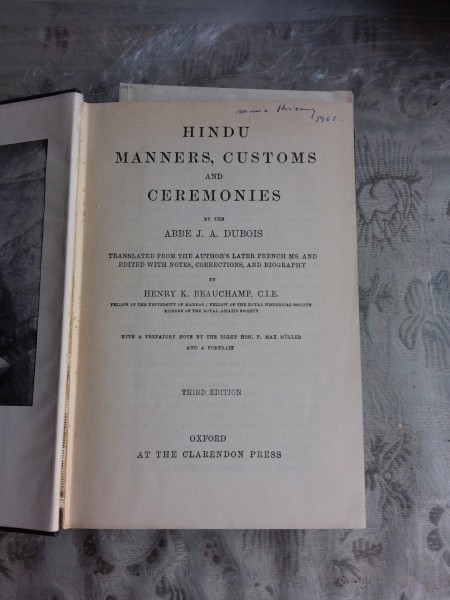 1961.
HINDU
MANNERS, CUSTOMS
AND
CEREMONIES
BY THE
ABBE J. A. DUBOIS
TRANSLATED FROM THE AUTHOR'S LATER FRENCH MS. AND
EDITED WITH NOTES, CORRECTIONS, AND BIOGRAPHY
BY
HENRY K. BEAUCHAMP, C.I.E.
FELLOW OF THE UNIVERSITY OF MADRAS; FELLOW OF THE ROYAL HISTORICAL SOCIETY
MEMBER OF THE ROYAL ASIATIC SOCIETY
WITH A PREFATORY NOTE BY THE RIGHT HON. F. MAX MÜLLER
AND A PORTRAIT
THIRD EDITION
OXFORD
AT THE CLARENDON PRESS